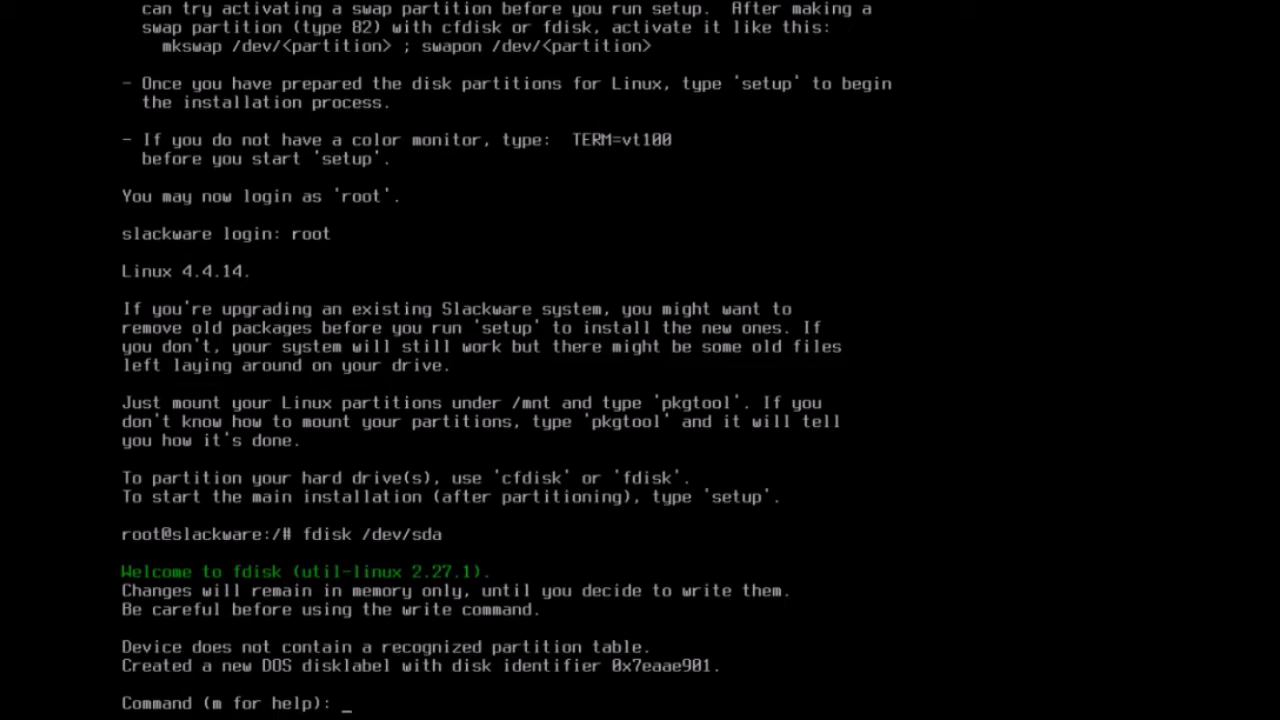 can try activating a swap partition before you run setup.  After making a
swap partition (type 82) with cfdisk or fdisk, activate it like this:
mkswap /dev/<partition> ; swapon /dev/<partition>
- Once you have prepared the disk partitions for Linux, type 'setup' to begin
the installation process.
- If you do not have a color monitor, type:  TERM=vt100
before you start 'setup'.
You may now login as 'root'.
slackware login: root
Linux 4.4.14.
If you're upgrading an existing Slackware system, you might want to
remove old packages before you run 'setup' to install the new ones. If
you don't, your system will still work but there might be some old files
left laying around on your drive.
Just mount your Linux partitions under /mnt and type 'pkgtool'. If you
don't know how to mount your partitions, type 'pkgtool' and it will tell
you how it's done.
To partition your hard drive(s), use 'cfdisk' or 'fdisk'.
To start the main installation (after partitioning), type 'setup'.
root@slackware:/# fdisk /dev/sda
Welcome to fdisk (util-linux 2.27.1).
Changes will remain in memory only, until you decide to write them.
Be careful before using the write command.
Device does not contain a recognized partition table.
Created a new DOS disklabel with disk identifier 0x7eaae901.
Command (m for help): _